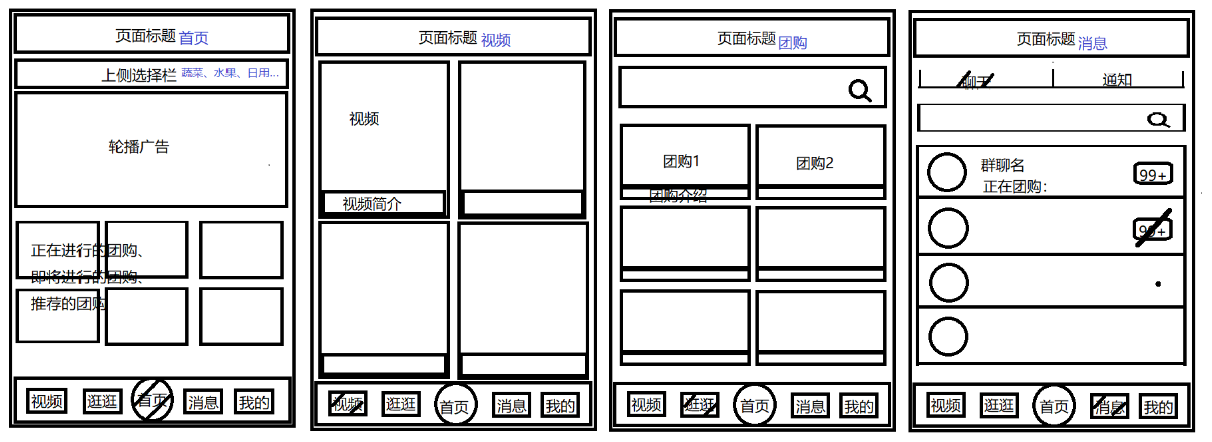 页面标题 首页
上侧选择栏 蔬菜、水果、日用...
轮播广告
正在进行的团购、
即将进行的团购、
推荐的团购
视频 逛逛 首页 消息 我的
页面标题 视频
视频
视频简介
视频 逛逛 首页 消息 我的
页面标题 团购
团购1 团购2
团购介绍
视频 逛逛 首页 消息 我的
页面标题 消息
聊天 通知
群聊名
正在团购：
99+
99+
视频 逛逛 首页 消息 我的